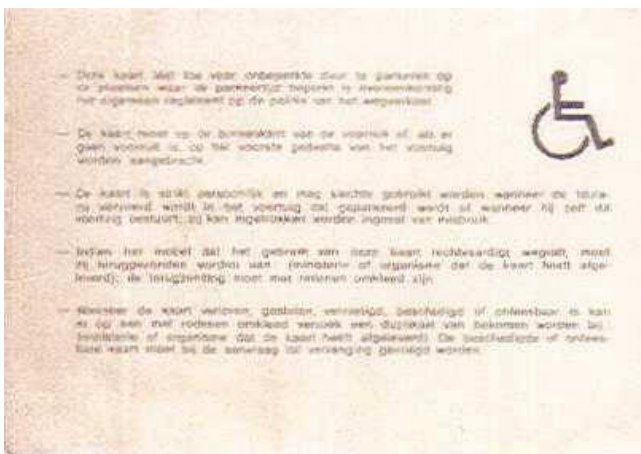 — Deze kaart laat toe voor onbeperkte duur te parkeren op
de plaatsen waar de parkeertijd beperkt is overeenkomstig
het algemeen reglement op de politie van het wegverkeer.
— De kaart moet op de binnenkant van de voorruit of, als er
geen voorruit is, op het voorste gedeelte van het voertuig
worden aangebracht.
— De kaart is strikt persoonlijk en mag slechts gebruikt worden wanneer de titula-
ris vervoerd wordt in het voertuig dat geparkeerd wordt of wanneer hij zelf dit
voertuig bestuurt; zij kan ingetrokken worden ingeval van misbruik.
— Indien het dat het gebruik van deze kaart rechtvaardigt wegvalt, moet
zij teruggezonden worden aan (ministerie of organisme dat de kaart heeft afge-
leverd); de terugzending moet met redenen omkleed zijn.
— Wanneer de kaart verloren, gestolen, vernietigd, beschadigd of onleesbaar is kan
er op een met redenen omkleed verzoek een duplikaat van bekomen worden bij
(ministerie of organisme dat de kaart heeft afgeleverd). De beschadigde of onlees-
bare kaart moet bij de aanvraag tot vervanging gevoegd worden.